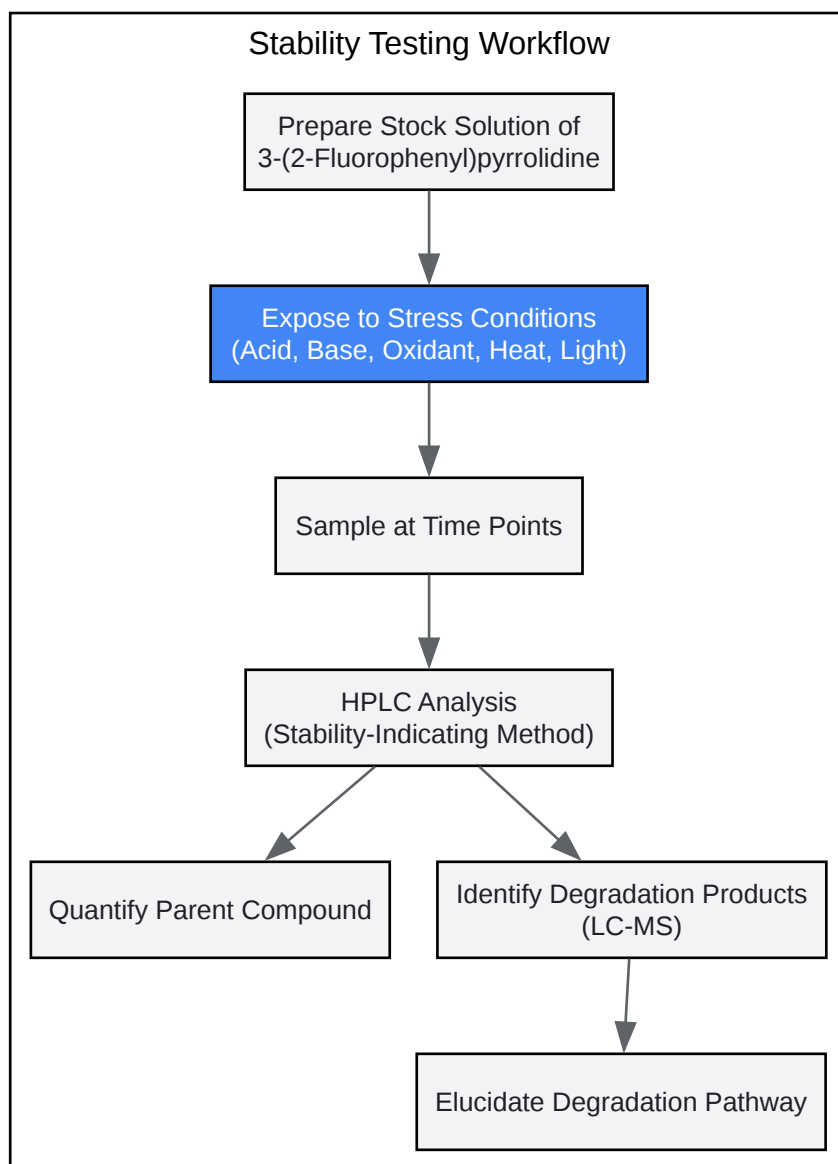 Stability Testing Workflow
Prepare Stock Solution of
3-(2-Fluorophenyl)pyrrolidine
Expose to Stress Conditions
(Acid, Base, Oxidant, Heat, Light)
Sample at Time Points
HPLC Analysis
(Stability-Indicating Method)
Quantify Parent Compound
Identify Degradation Products
(LC-MS)
Elucidate Degradation Pathway